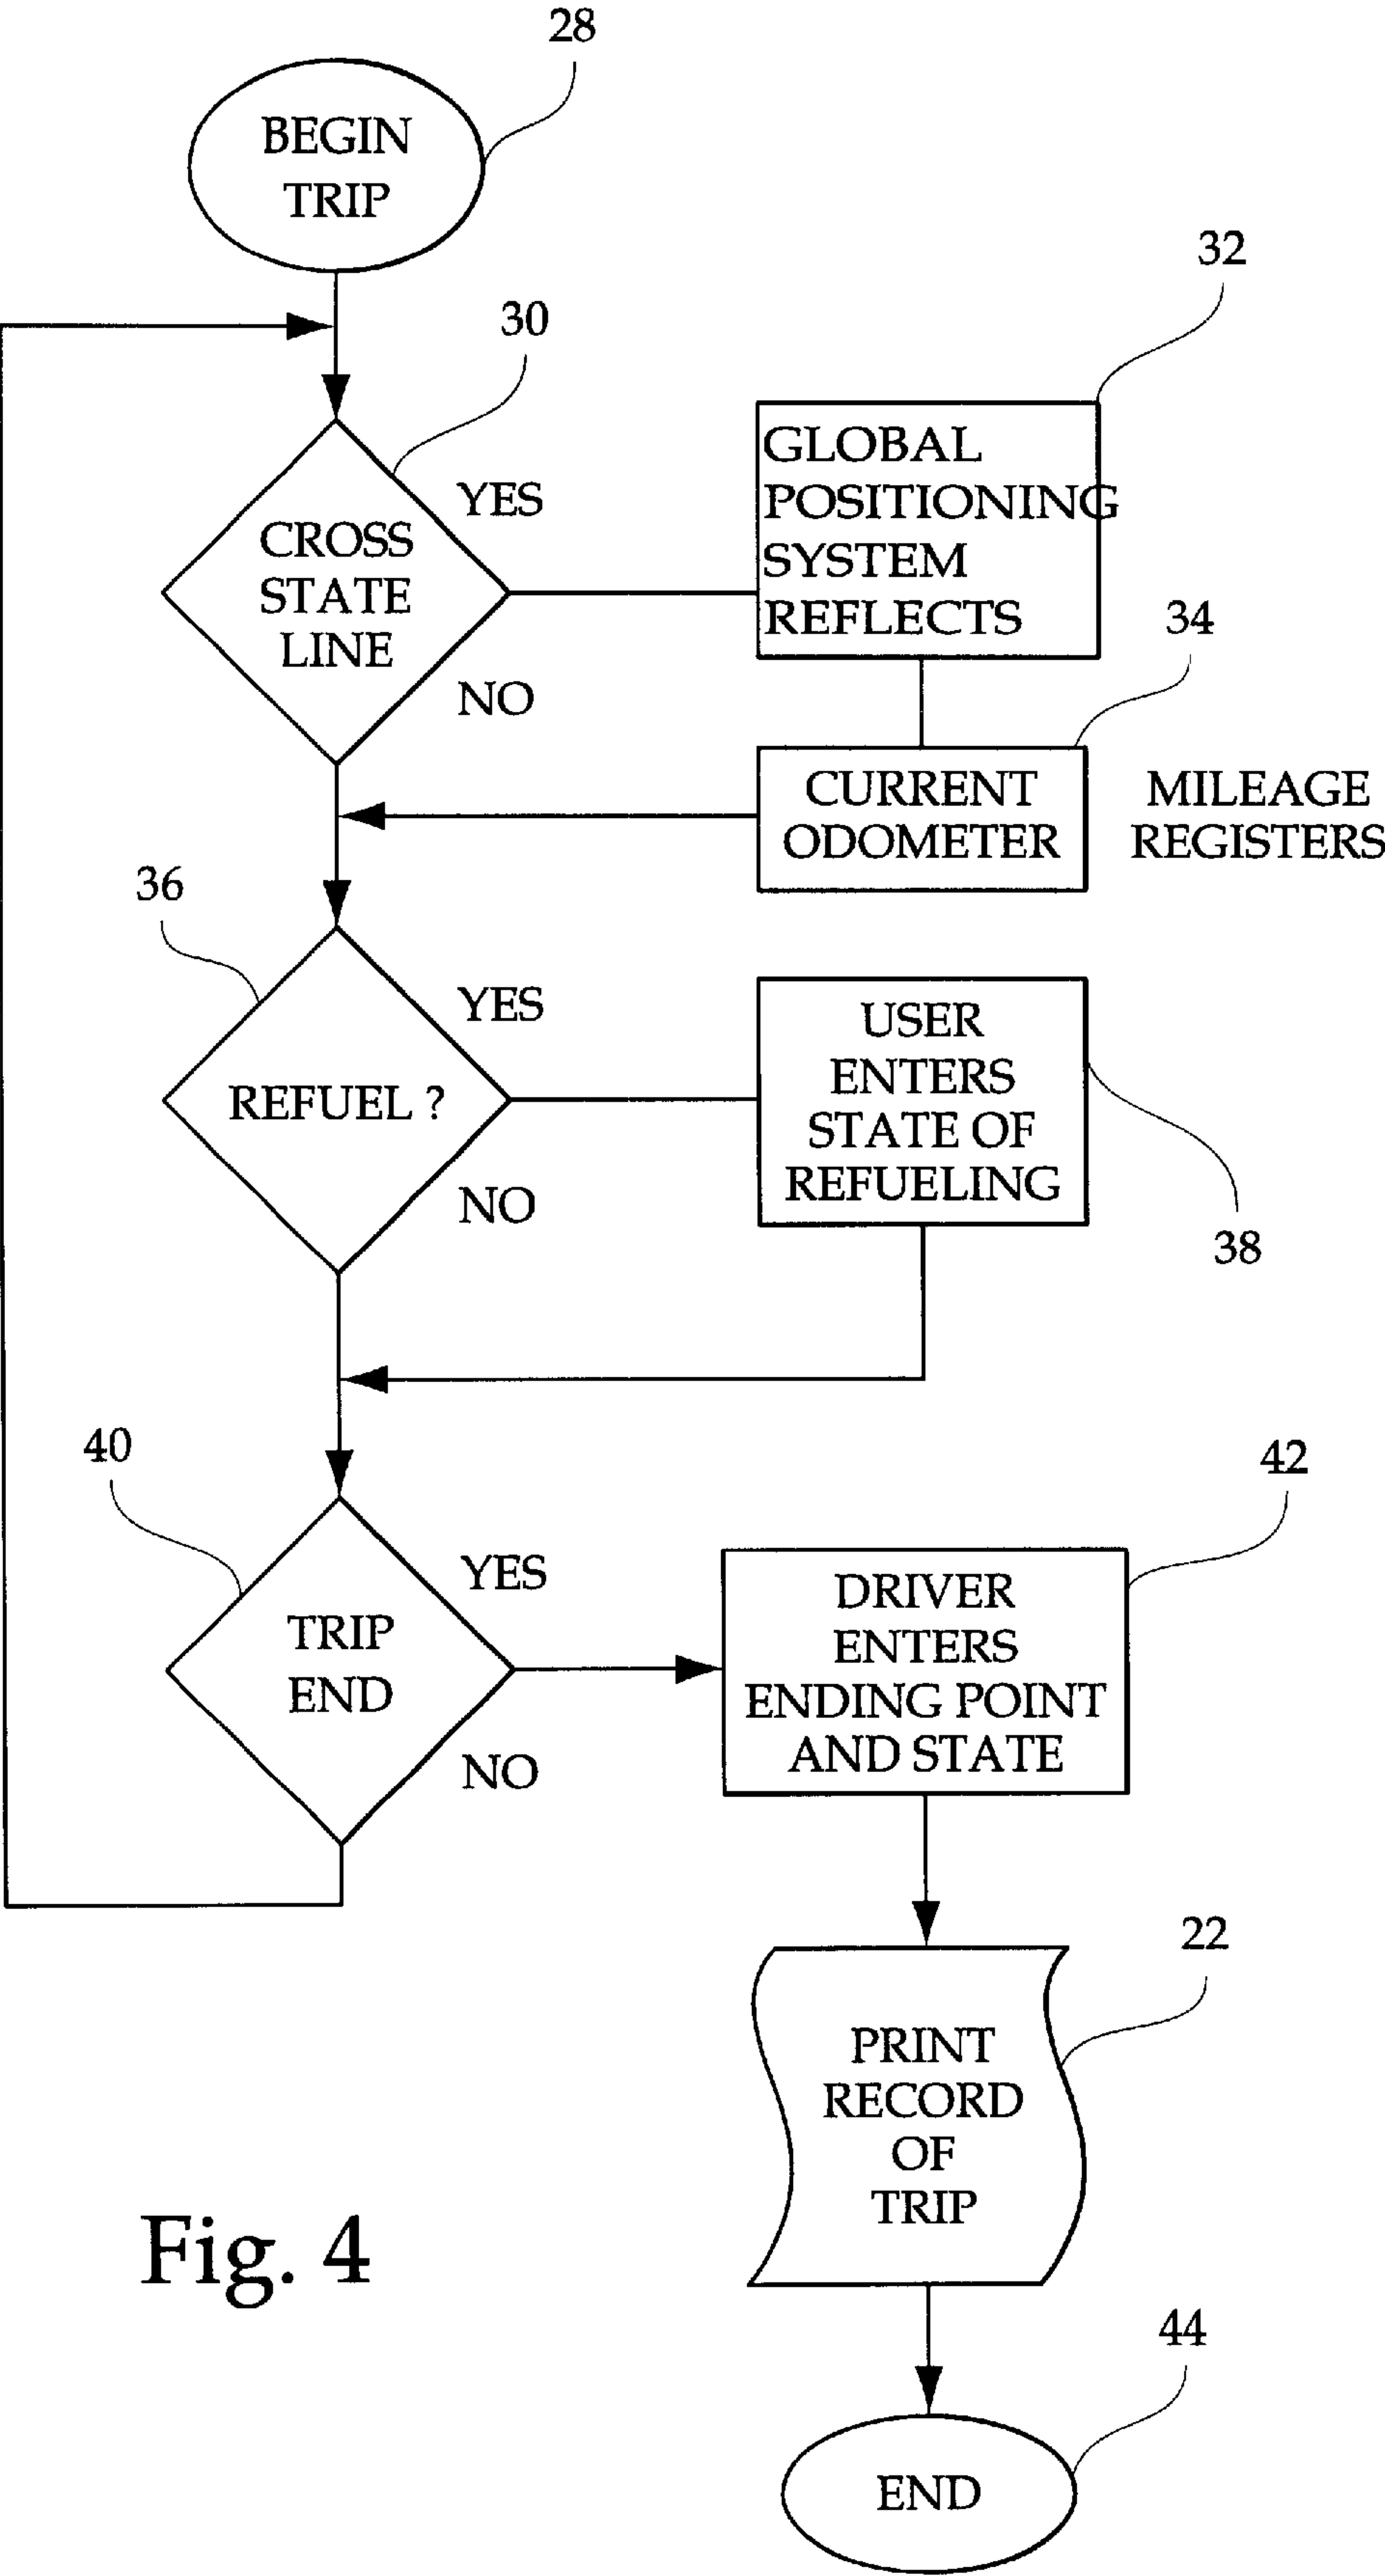 28
BEGIN
TRIP
32
30
YES
GLOBAL
POSITIONING
SYSTEM
REFLECTS
CROSS
STATE
LINE
34
NO
CURRENT
ODOMETER
MILEAGE
REGISTERS
36
YES
USER
ENTERS
STATE OF
REFUELING
REFUEL ?
NO
38
40
42
YES
DRIVER
ENTERS
ENDING POINT
AND STATE
TRIP
END
NO
22
PRINT
RECORD
OF
TRIP
Fig. 4
44
END